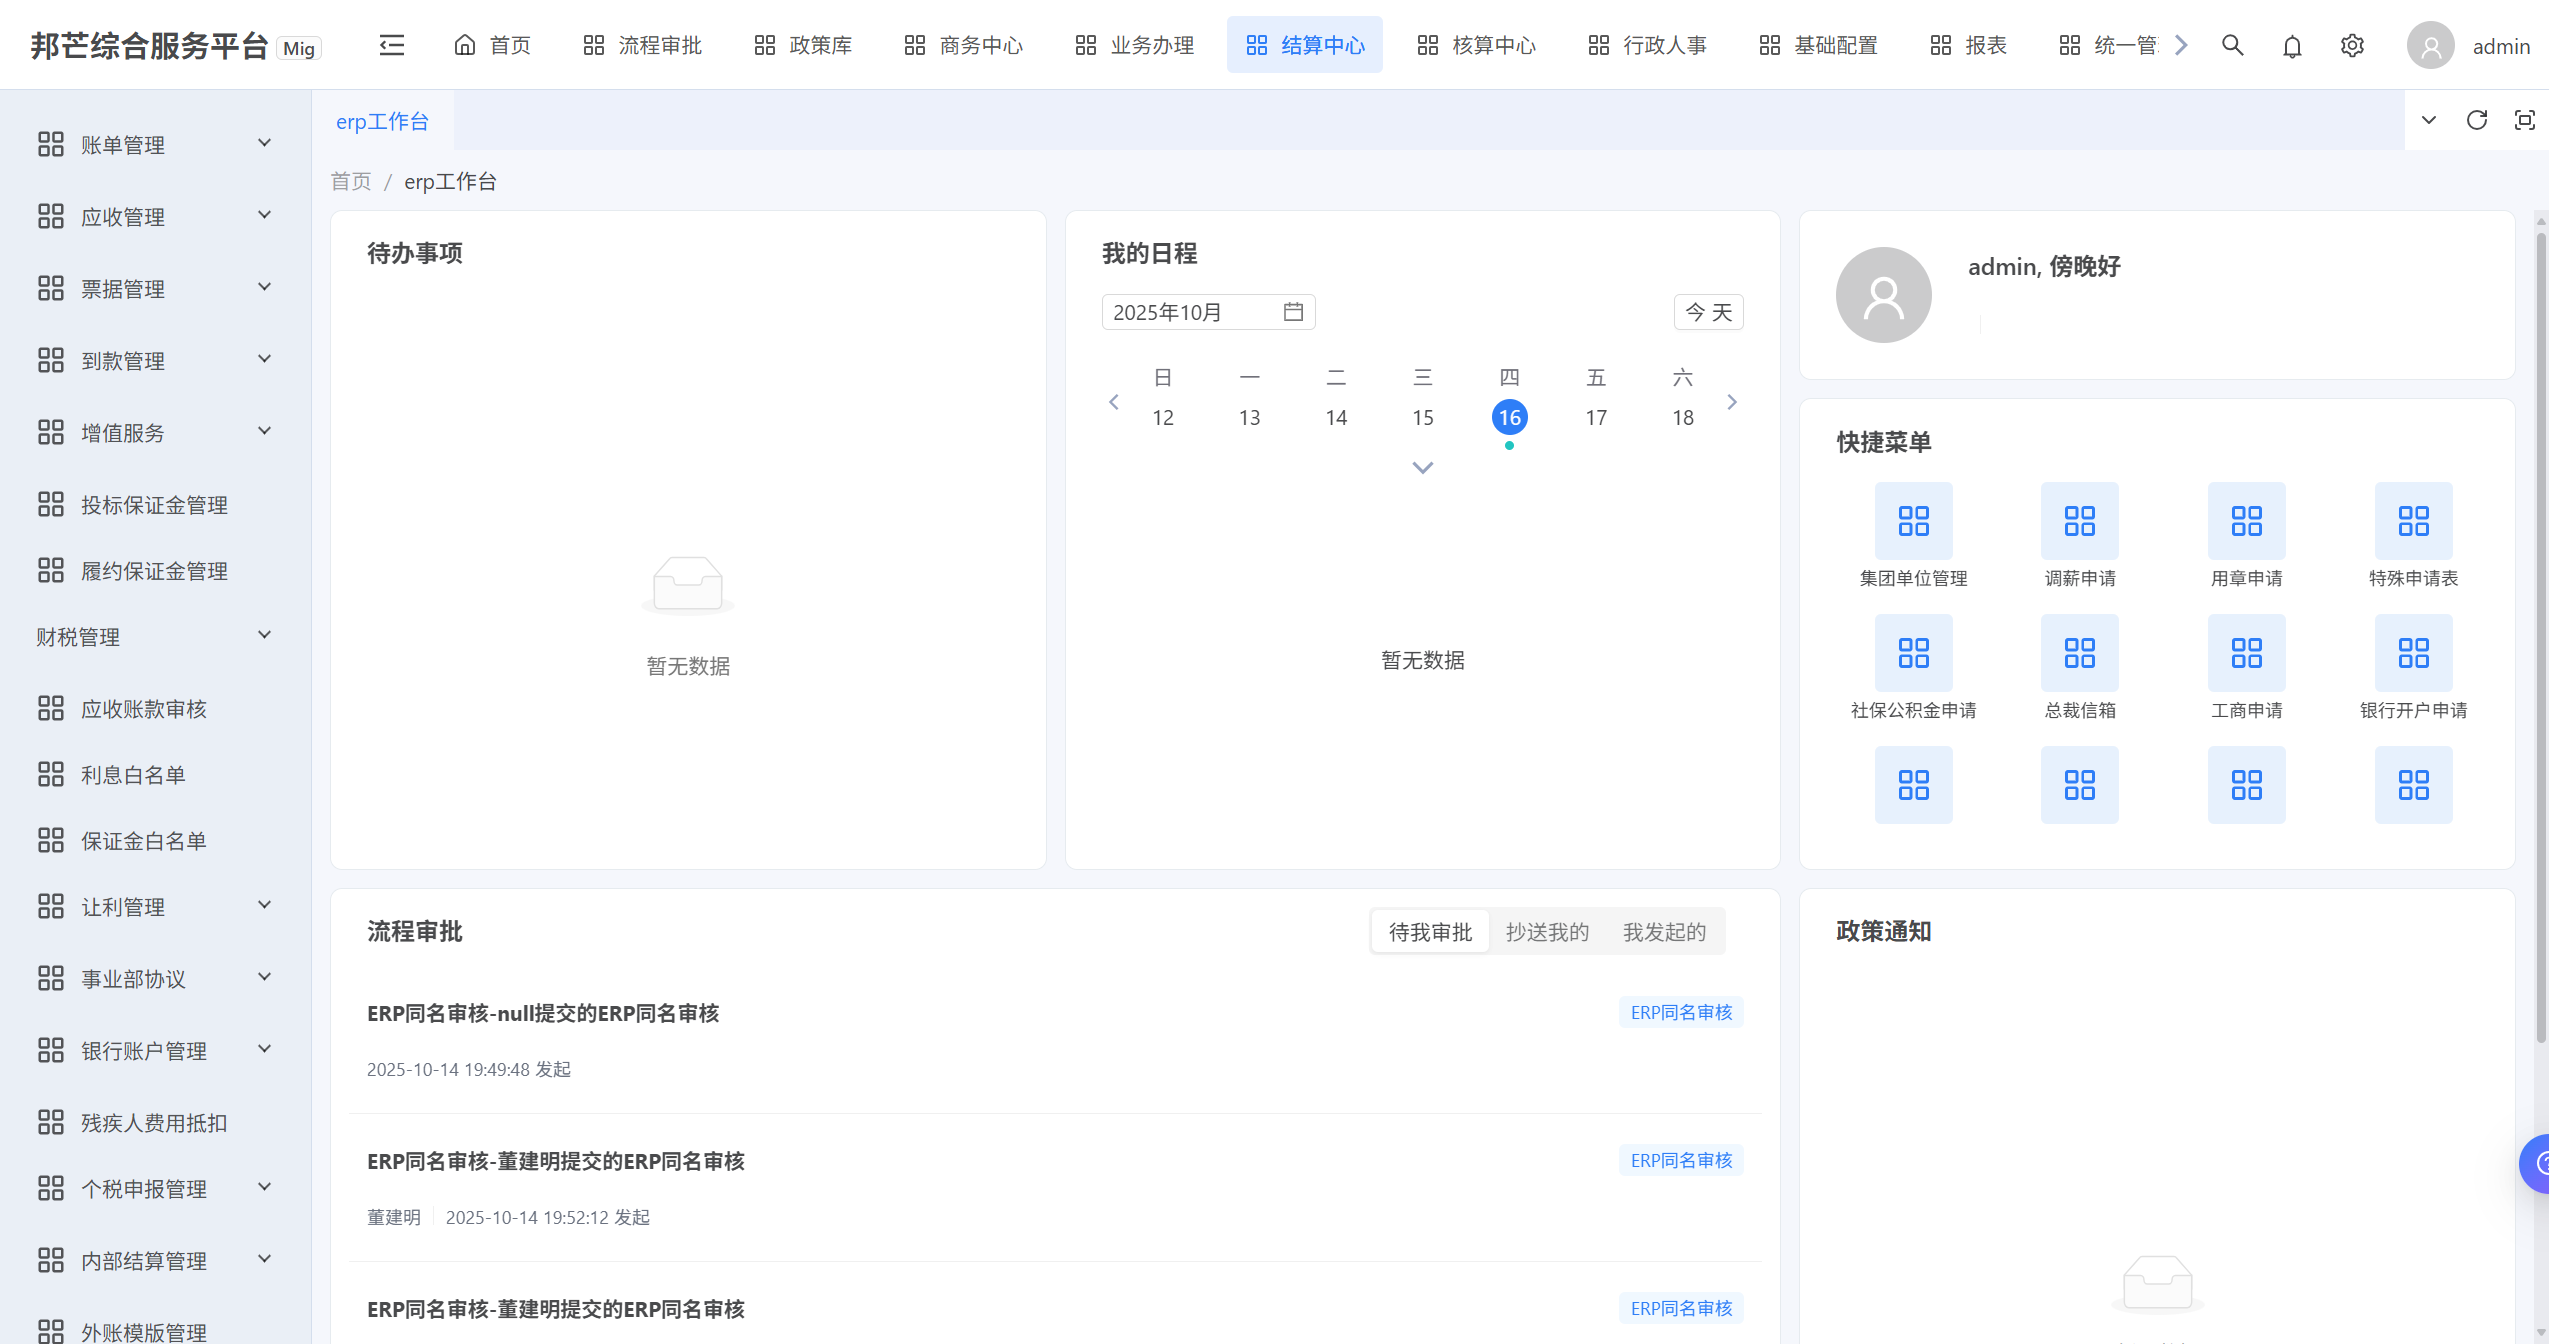 邦芒综合服务平台 Mig
首页
流程审批
政策库
商务中心
业务办理
结算中心
核算中心
行政人事
基础配置
报表
统一管
admin
账单管理
应收管理
票据管理
到款管理
增值服务
投标保证金管理
履约保证金管理
财税管理
应收账款审核
利息白名单
保证金白名单
让利管理
事业部协议
银行账户管理
残疾人费用抵扣
个税申报管理
内部结算管理
外账模版管理
erp工作台
首页 / erp工作台
待办事项
暂无数据
我的日程
2025年10月
今 天
日 一 二 三 四 五 六
12 13 14 15 16 17 18
暂无数据
admin, 傍晚好
快捷菜单
集团单位管理 调薪申请 用章申请 特殊申请表
社保公积金申请 总裁信箱 工商申请 银行开户申请
流程审批
待我审批 抄送我的 我发起的
ERP同名审核-null提交的ERP同名审核
ERP同名审核
2025-10-14 19:49:48 发起
ERP同名审核-董建明提交的ERP同名审核
ERP同名审核
董建明 2025-10-14 19:52:12 发起
ERP同名审核-董建明提交的ERP同名审核
ERP同名审核
政策通知